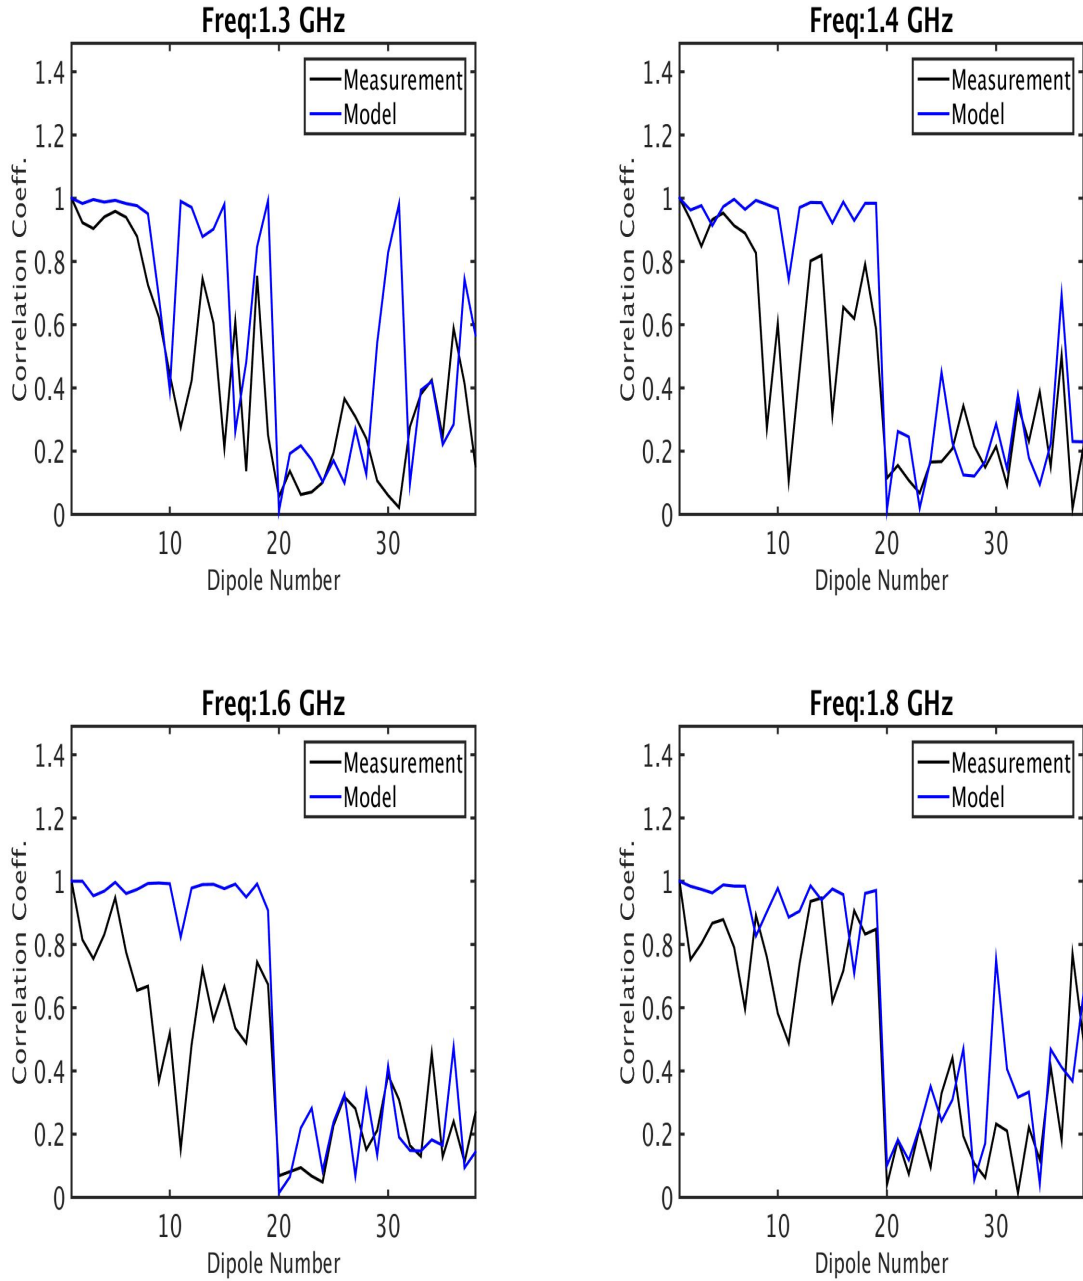 Freq:1.3 GHz
1.4
1.2
1
0.8
0.6
0.4
0.2
0
Correlation Coeff.
Measurement
Model
10 20 30
Dipole Number
Freq:1.4 GHz
1.4
1.2
1
0.8
0.6
0.4
0.2
0
Correlation Coeff.
Measurement
Model
10 20 30
Dipole Number
Freq:1.6 GHz
1.4
1.2
1
0.8
0.6
0.4
0.2
0
Correlation Coeff.
Measurement
Model
10 20 30
Dipole Number
Freq:1.8 GHz
1.4
1.2
1
0.8
0.6
0.4
0.2
0
Correlation Coeff.
Measurement
Model
10 20 30
Dipole Number